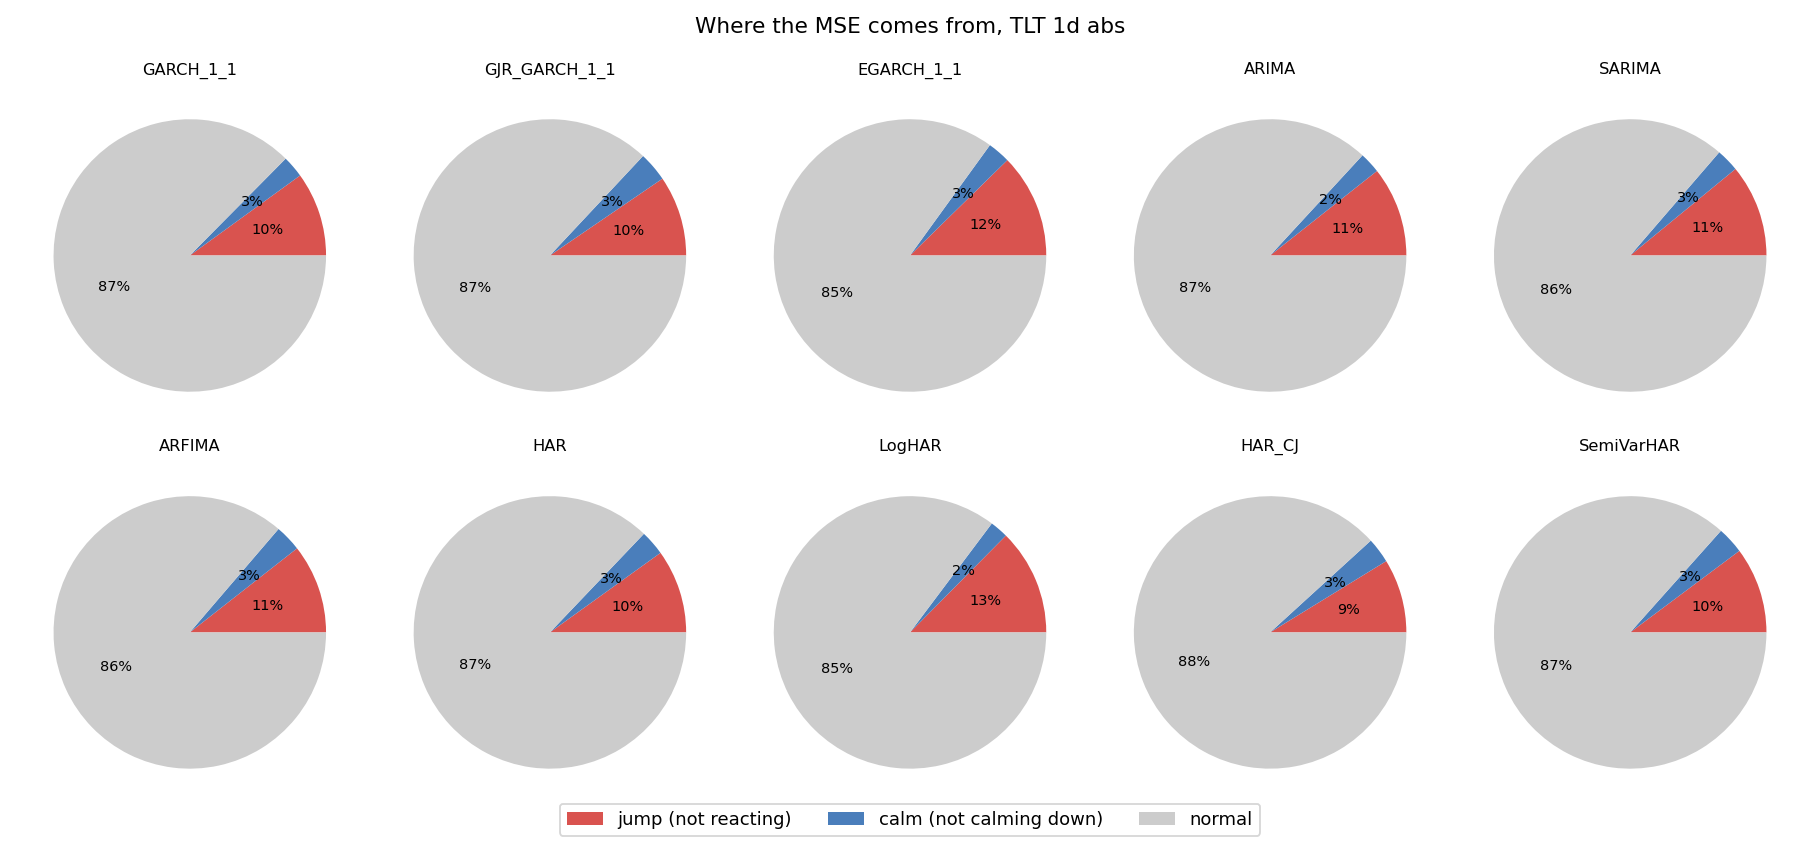 Where the MSE comes from, TLT 1d abs
GARCH_1_1
3%
10%
87%
GJR_GARCH_1_1
3%
10%
87%
EGARCH_1_1
3%
12%
85%
ARIMA
2%
11%
87%
SARIMA
3%
11%
86%
ARFIMA
3%
11%
86%
HAR
3%
10%
87%
LogHAR
2%
13%
85%
HAR_CJ
3%
9%
88%
SemiVarHAR
3%
10%
87%
jump (not reacting)
calm (not calming down)
normal